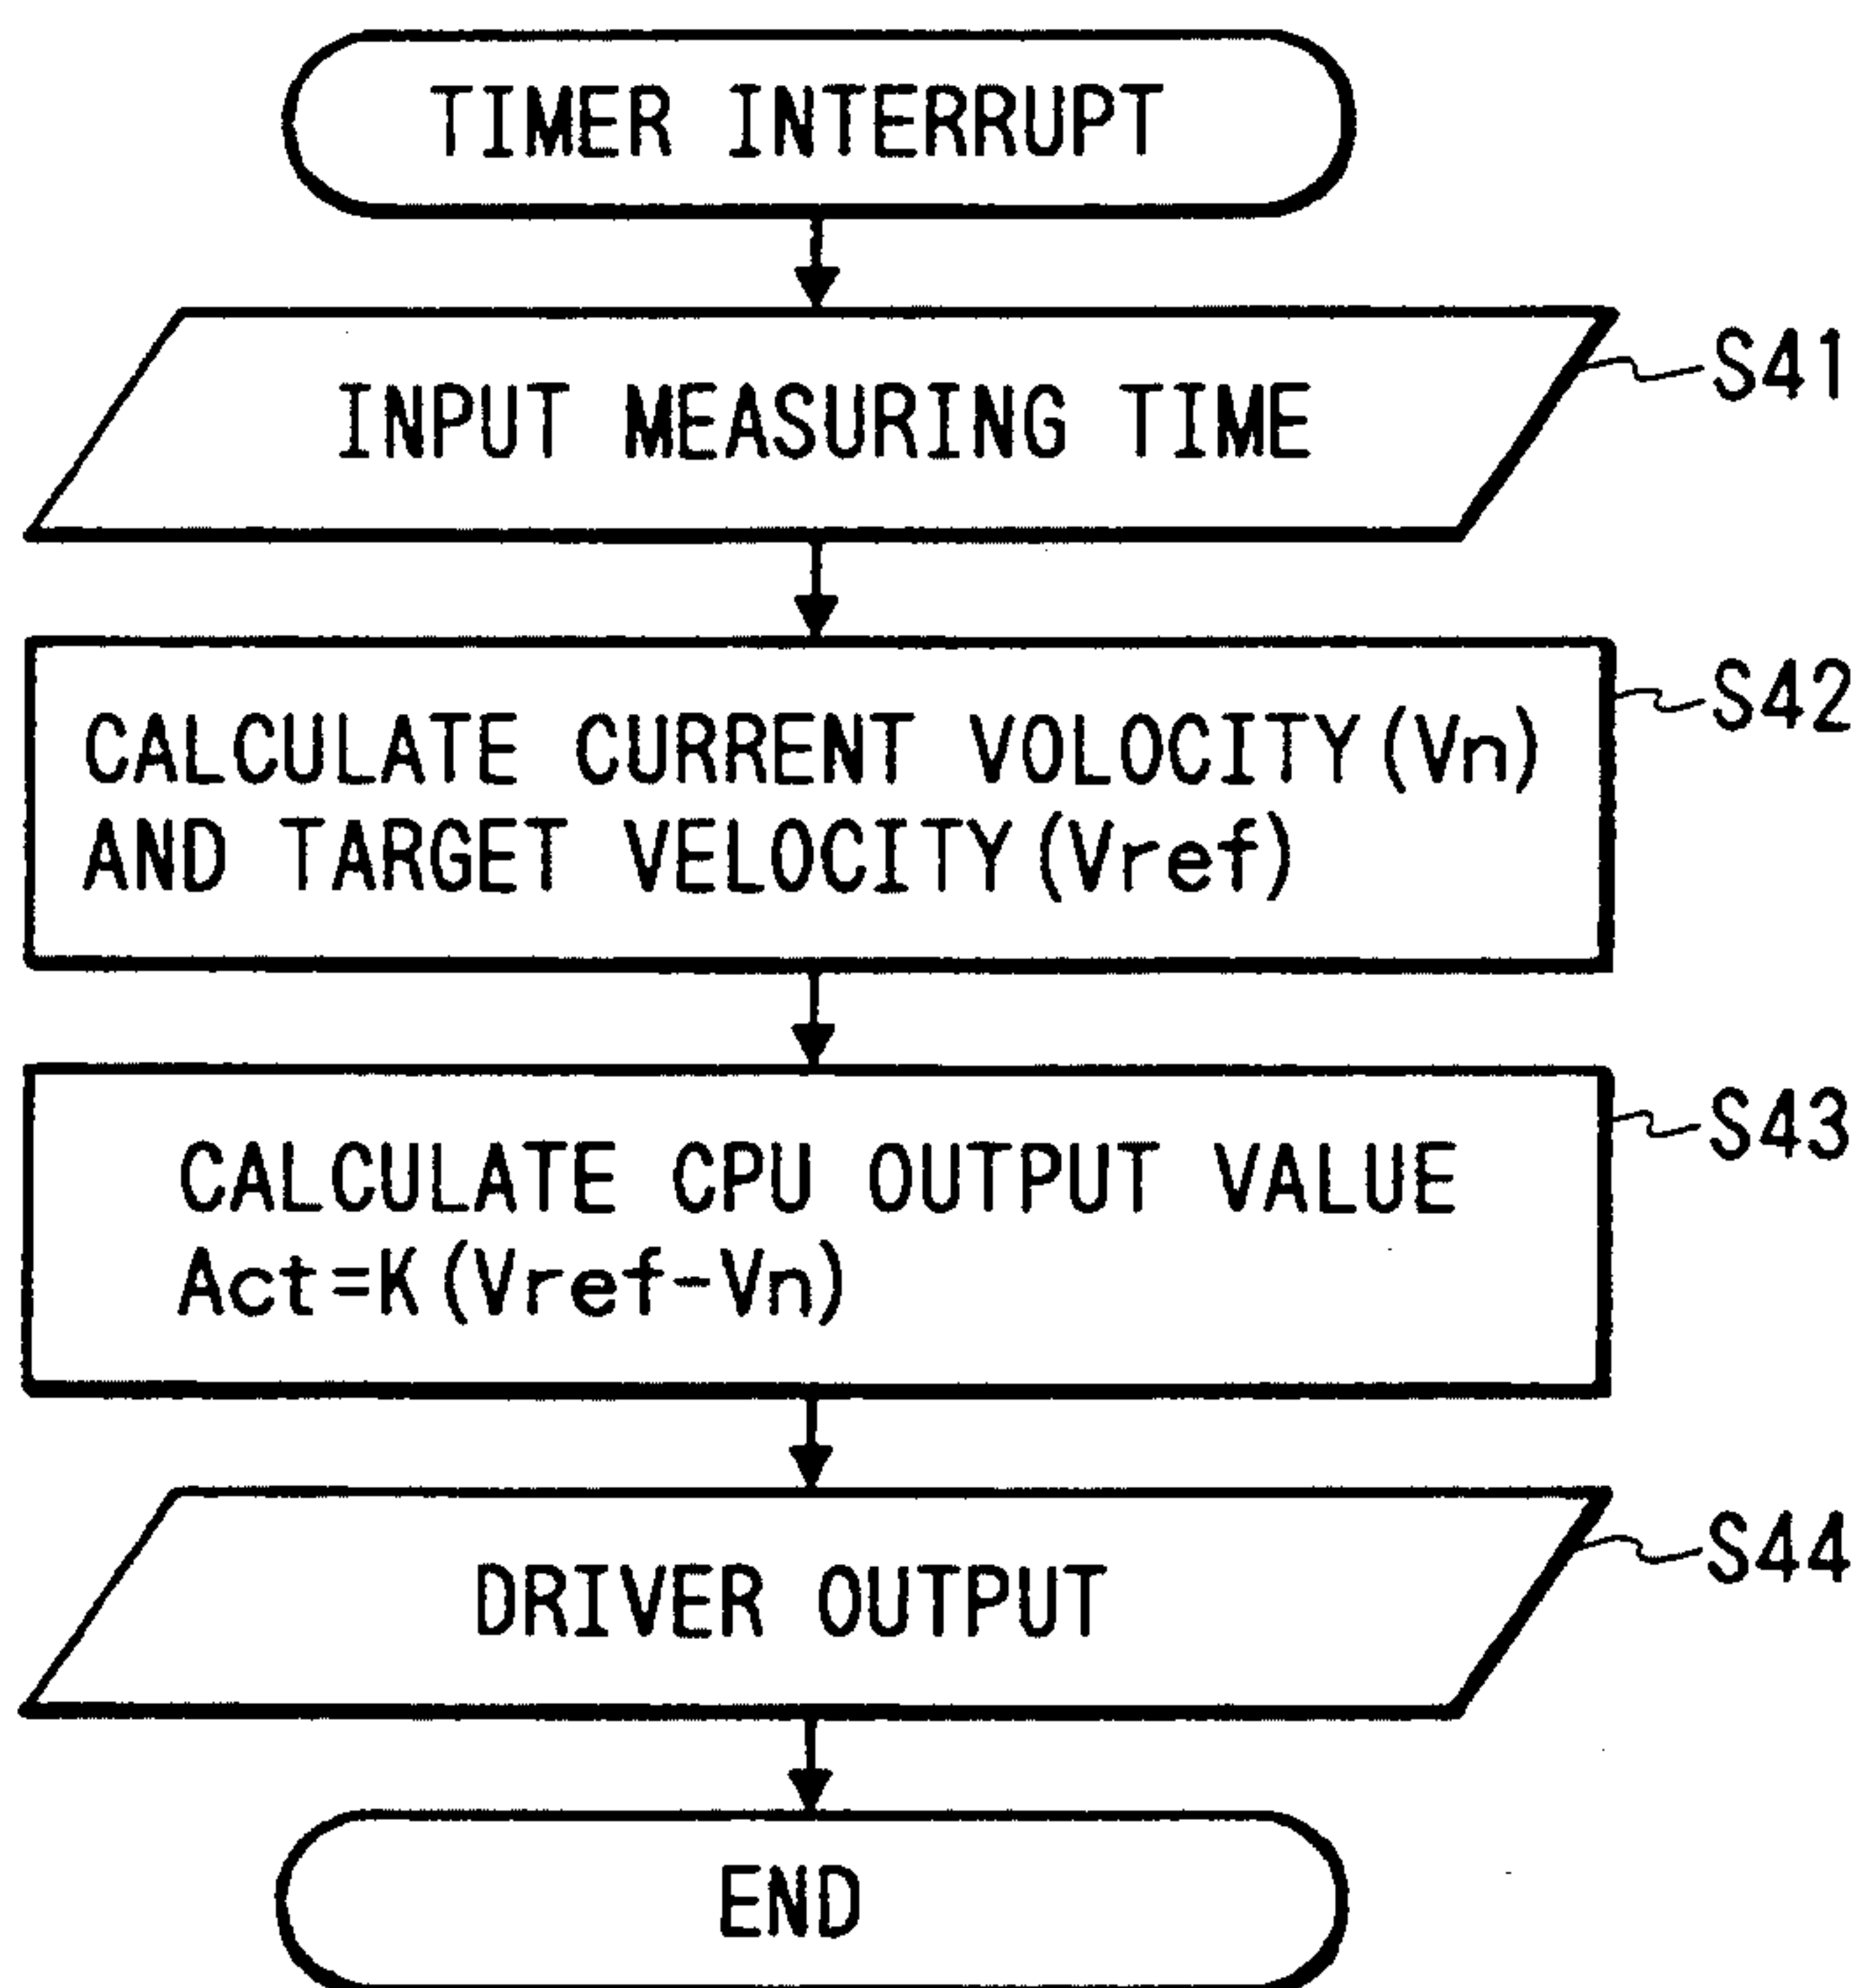 TIMER INTERRUPT
INPUT MEASURING TIME
S41
CALCULATE CURRENT VOLOCITY(Vn)
AND TARGET VELOCITY(Vref)
S42
CALCULATE CPU OUTPUT VALUE
Act=K(Vref-Vn)
S43
DRIVER OUTPUT
S44
END